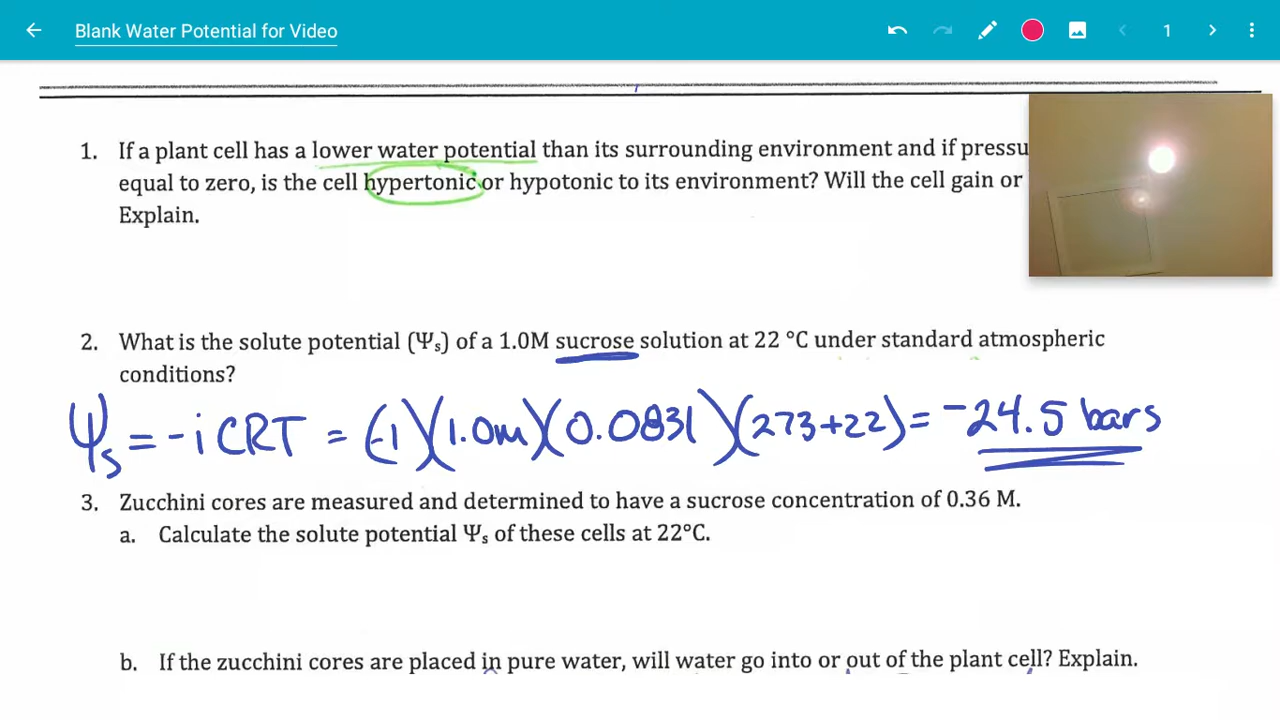 Blank Water Potential for Video
1
1. If a plant cell has a lower water potential than its surrounding environment and if
equal to zero, is the cell hypertonic or hypotonic to its environment? Will the cell gain or
Explain.
2. What is the solute potential (Ψs) of a 1.0M sucrose solution at 22 °C under standard atmospheric
conditions?
Ψs = -iCRT = (-1)(1.0M)(0.0831)(273+22) = -24.5 bars
3. Zucchini cores are measured and determined to have a sucrose concentration of 0.36 M.
a. Calculate the solute potential Ψs of these cells at 22°C.
b. If the zucchini cores are placed in pure water, will water go into or out of the plant cell? Explain.